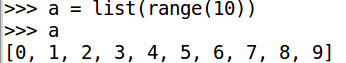 >>> a = list(range(10))
>>> a
[0, 1, 2, 3, 4, 5, 6, 7, 8, 9]